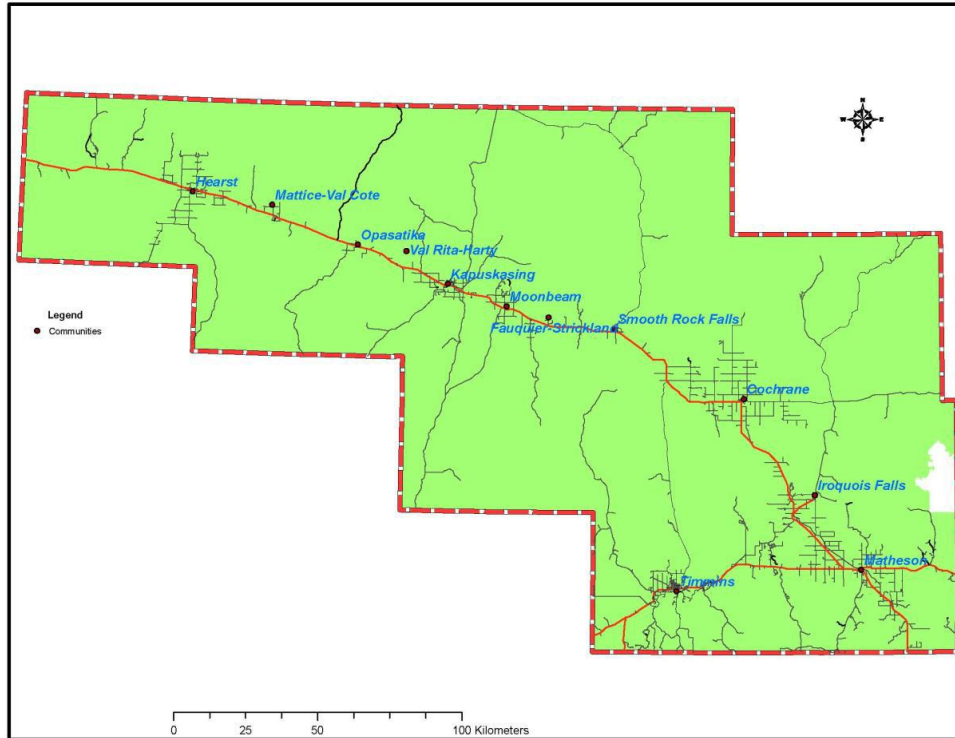 N
W E
S
Hearst
Mattice-Val Cote
Opasatika
Val Rita-Harty
Kapuskasing
Moonbeam
Smooth Rock Falls
Fauquier-Strickland
Legend
Communities
Cochrane
Iroquois Falls
Matheson
Timmins
0 25 50 100 Kilometers